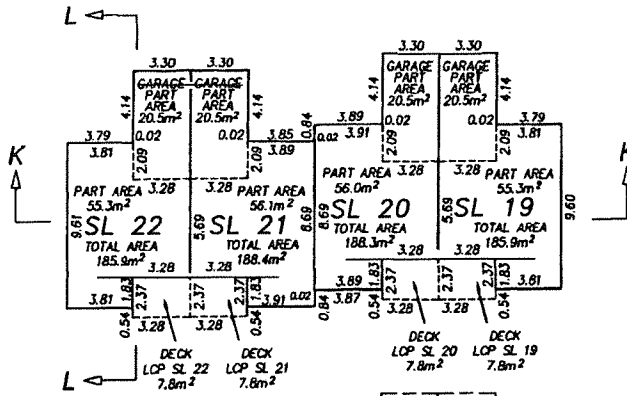 L
3.30 3.30
3.30 3.30
GARAGE GARAGE
PART PART
AREA AREA
20.5m² 20.5m²
4.14 4.14
GARAGE GARAGE
PART PART
AREA AREA
20.5m² 20.5m²
4.14 4.14
3.79
3.81
0.02 0.02
2.09 2.09
3.85
3.89
0.84
0.02
3.89
3.91
0.02 0.02
2.09 2.09
3.79
3.81
K K
3.28 3.28
3.28 3.28
PART AREA
55.3m²
PART AREA
56.1m²
PART AREA
56.0m²
PART AREA
55.3m²
9.61
SL 22
5.69
SL 21
8.69
8.69
SL 20
5.69
SL 19
9.60
TOTAL AREA
185.9m²
TOTAL AREA
188.4m²
TOTAL AREA
188.3m²
TOTAL AREA
185.9m²
3.28 3.28
3.28 3.28
3.81
1.83
2.37
2.37
2.37
1.83
3.91
0.02
0.84
3.89
3.87
1.83
2.37
2.37
2.37
1.83
3.81
0.54
3.28 3.28
0.54
0.54
3.28 3.28
0.54
DECK
LCP SL 22
7.8m²
DECK
LCP SL 21
7.8m²
DECK
LCP SL 20
7.8m²
DECK
LCP SL 19
7.8m²
L